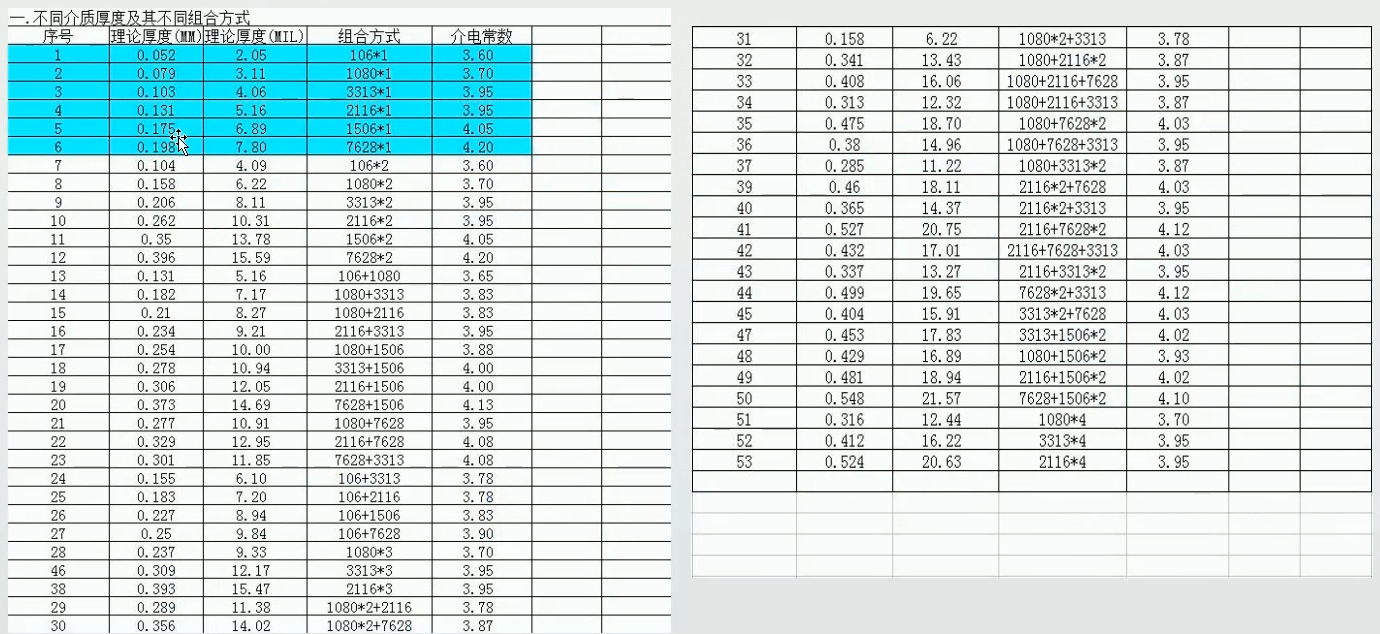 一.不同介质厚度及其不同组合方式
序号 理论厚度(MM) 理论厚度(MIL) 组合方式 介电常数
1 0.052 2.05 106*1 3.60
2 0.079 3.11 1080*1 3.70
3 0.103 4.06 3313*1 3.95
4 0.131 5.16 2116*1 3.95
5 0.175 6.89 1506*1 4.05
6 0.198 7.80 7628*1 4.20
7 0.104 4.09 106*2 3.60
8 0.158 6.22 1080*2 3.70
9 0.206 8.11 3313*2 3.95
10 0.262 10.31 2116*2 3.95
11 0.35 13.78 1506*2 4.05
12 0.396 15.59 7628*2 4.20
13 0.131 5.16 106+1080 3.65
14 0.182 7.17 1080+3313 3.83
15 0.21 8.27 1080+2116 3.83
16 0.234 9.21 2116+3313 3.95
17 0.254 10.00 1080+1506 3.88
18 0.278 10.94 3313+1506 4.00
19 0.306 12.05 2116+1506 4.00
20 0.373 14.69 7628+1506 4.13
21 0.277 10.91 1080+7628 3.95
22 0.329 12.95 2116+7628 4.08
23 0.301 11.85 7628+3313 4.08
24 0.155 6.10 106+3313 3.78
25 0.183 7.20 106+2116 3.78
26 0.227 8.94 106+1506 3.83
27 0.25 9.84 106+7628 3.90
28 0.237 9.33 1080*3 3.70
46 0.309 12.17 3313*3 3.95
38 0.393 15.47 2116*3 3.95
29 0.289 11.38 1080*2+2116 3.78
30 0.356 14.02 1080*2+7628 3.87
31 0.158 6.22 1080*2+3313 3.78
32 0.341 13.43 1080+2116*2 3.87
33 0.408 16.06 1080+2116+7628 3.95
34 0.313 12.32 1080+2116+3313 3.87
35 0.475 18.70 1080+7628*2 4.03
36 0.38 14.96 1080+7628+3313 3.95
37 0.285 11.22 1080+3313*2 3.87
39 0.46 18.11 2116*2+7628 4.03
40 0.365 14.37 2116*2+3313 3.95
41 0.527 20.75 2116+7628*2 4.12
42 0.432 17.01 2116+7628+3313 4.03
43 0.337 13.27 2116+3313*2 3.95
44 0.499 19.65 7628*2+3313 4.12
45 0.404 15.91 3313*2+7628 4.03
47 0.453 17.83 3313+1506*2 4.02
48 0.429 16.89 1080+1506*2 3.93
49 0.481 18.94 2116+1506*2 4.02
50 0.548 21.57 7628+1506*2 4.10
51 0.316 12.44 1080*4 3.70
52 0.412 16.22 3313*4 3.95
53 0.524 20.63 2116*4 3.95